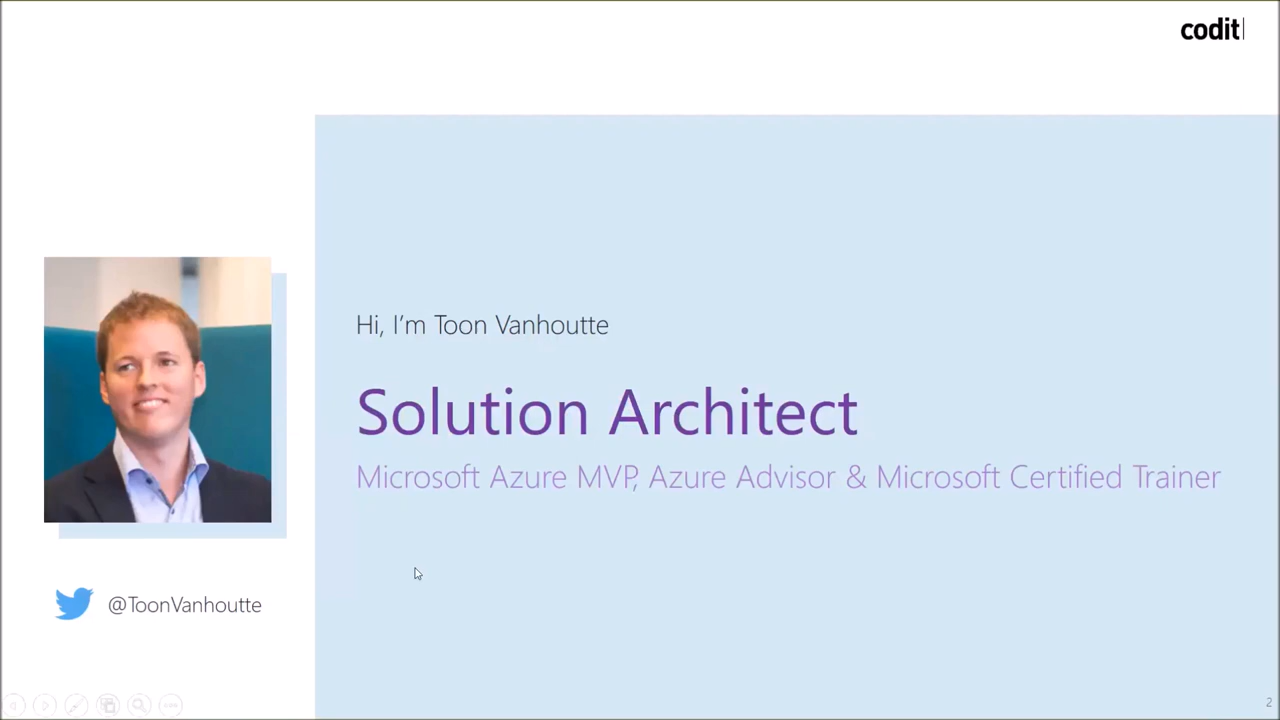 codit
Hi, I’m Toon Vanhoutte
Solution Architect
Microsoft Azure MVP, Azure Advisor & Microsoft Certified Trainer
@ToonVanhoutte
2